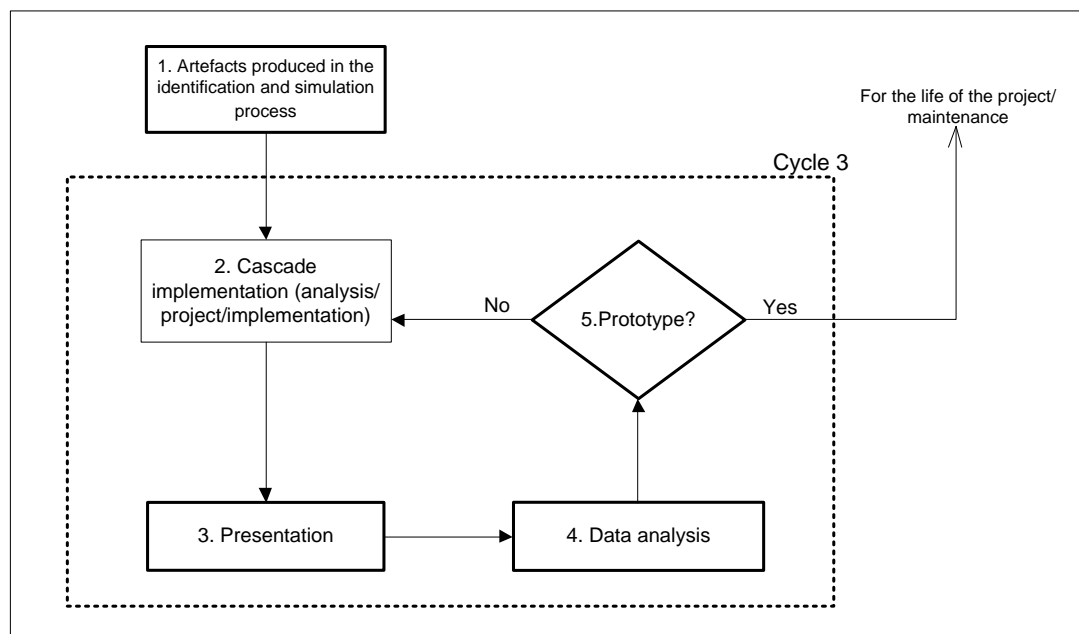 1. Artefacts produced in the
identification and simulation
process
For the life of the project/
maintenance
Cycle 3
2. Cascade
implementation (analysis/
project/implementation)
No
5.Prototype?
Yes
3. Presentation
4. Data analysis